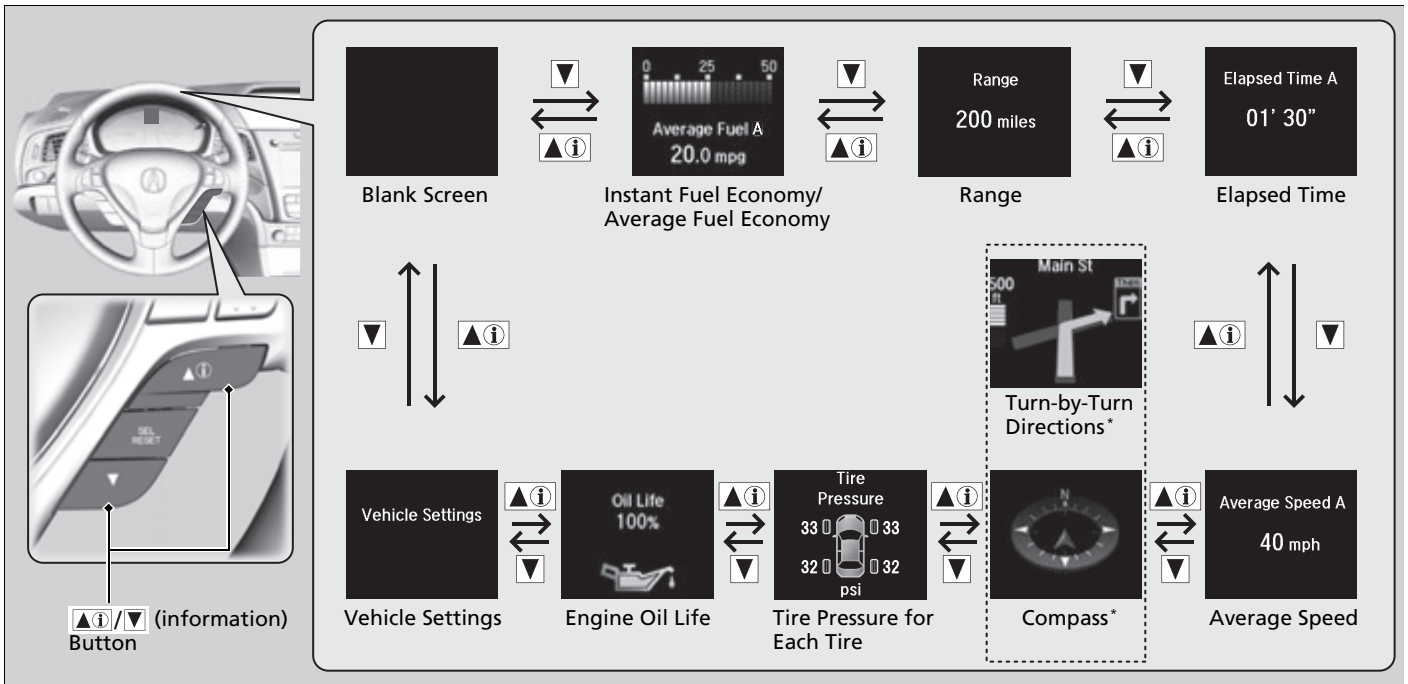 0 25 50
Average Fuel A
20.0 mpg
Range
200 miles
Elapsed Time A
01' 30”
▼
▲ⓘ
▼
▲ⓘ
▼
▲ⓘ
Blank Screen
Instant Fuel Economy/
Average Fuel Economy
Range
Elapsed Time
▼
▲ⓘ
Main St
500
ft
Then
▲ⓘ
▼
Turn-by-Turn
Directions*
▲ⓘ
SEL
RESET
▼
Vehicle Settings
Oil Life
100%
Tire
Pressure
33 33
32 32
psi
N
Average Speed A
40 mph
▲ⓘ
▼
▲ⓘ
▼
▲ⓘ
▼
▲ⓘ
▼
Vehicle Settings
Engine Oil Life
Tire Pressure for
Each Tire
Compass*
Average Speed
▲ⓘ/▼ (information)
Button